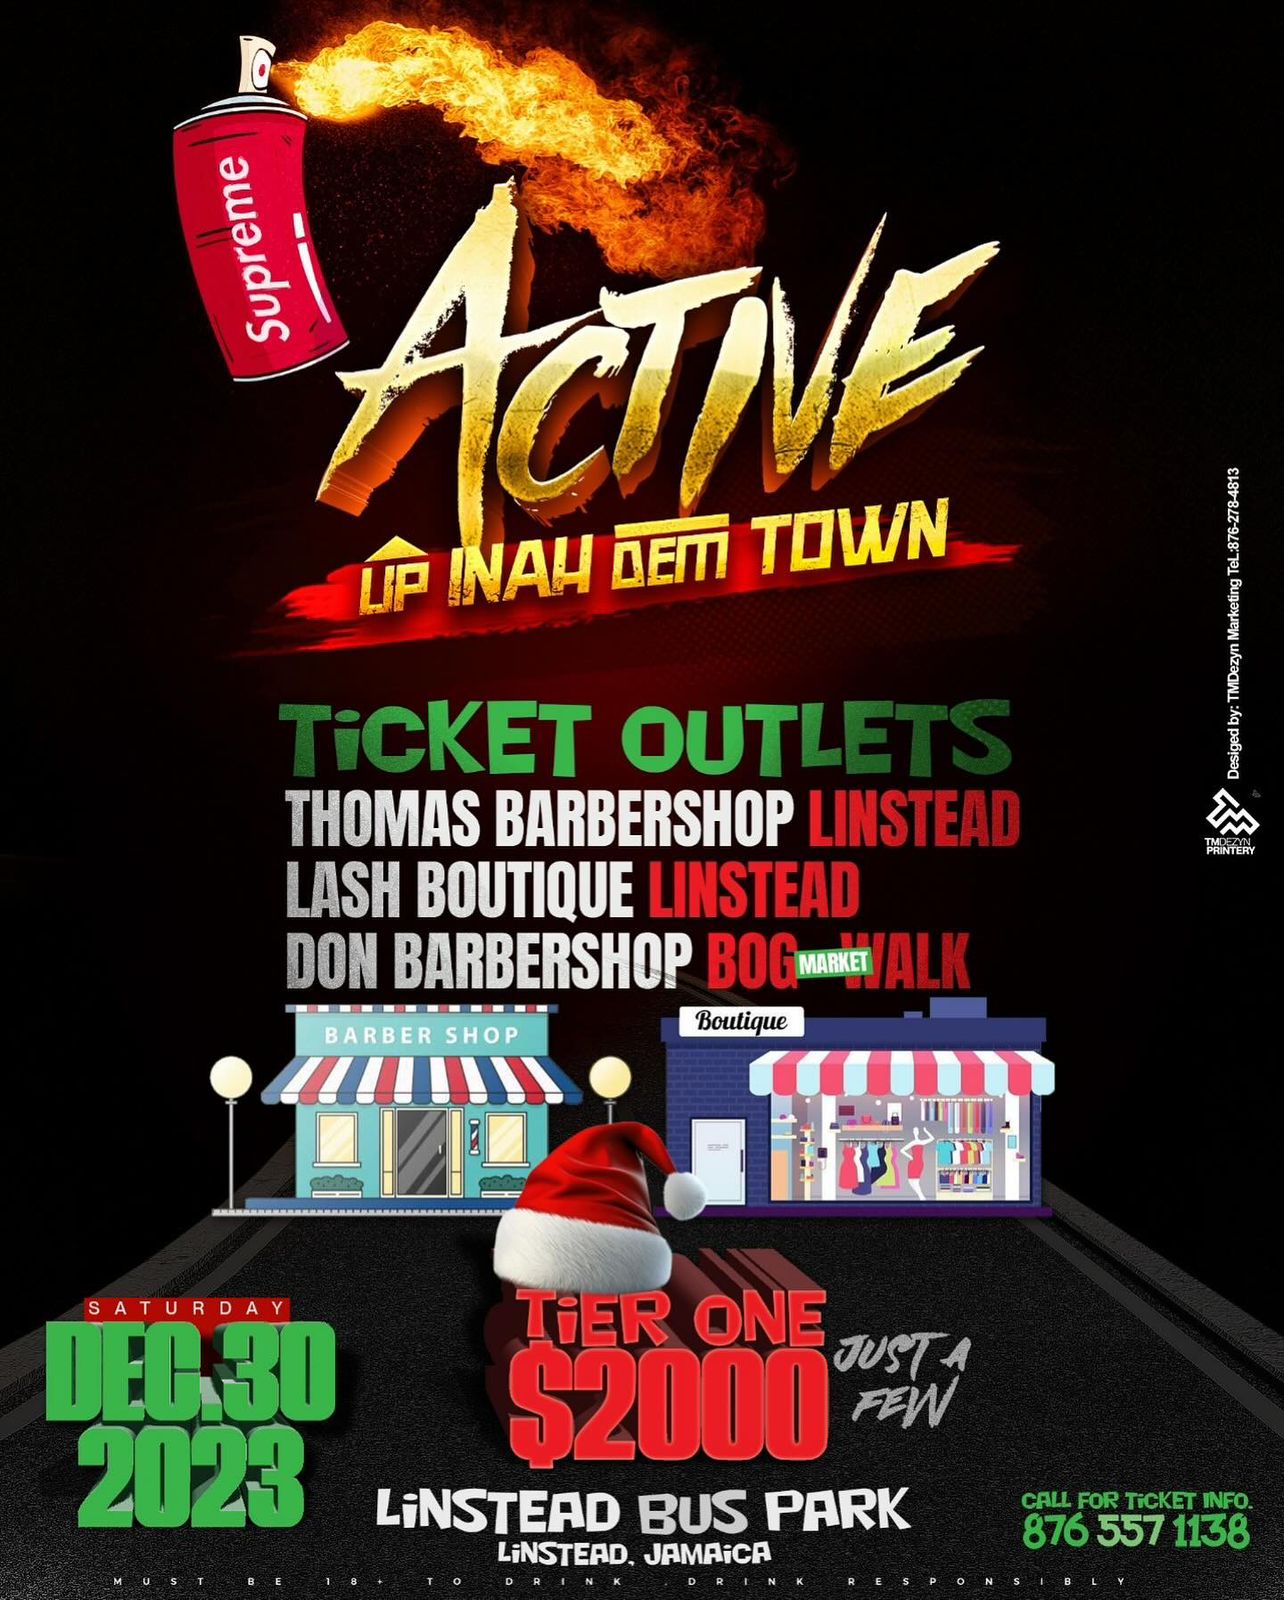 Supreme
ACTIVE
UP INAH DEM TOWN
TiCKET OUTLETS
THOMAS BARBERSHOP LINSTEAD
LASH BOUTIQUE LINSTEAD
DON BARBERSHOP BOG WALK
MARKET
BARBER SHOP
Boutique
SATURDAY
DEC.30
2023
TiER ONE
$2000
JUST A
FEW
LiNSTEAD BUS PARK
LiNSTEAD, JAMAiCA
CALL FOR TiCKET INFO.
876 557 1138
MUST BE 18+ TO DRINK .DRINK RESPONSIBLY
Desiged by: TMDezyn Marketing TeL:876-278-4813
TMDEZYN
PRINTERY